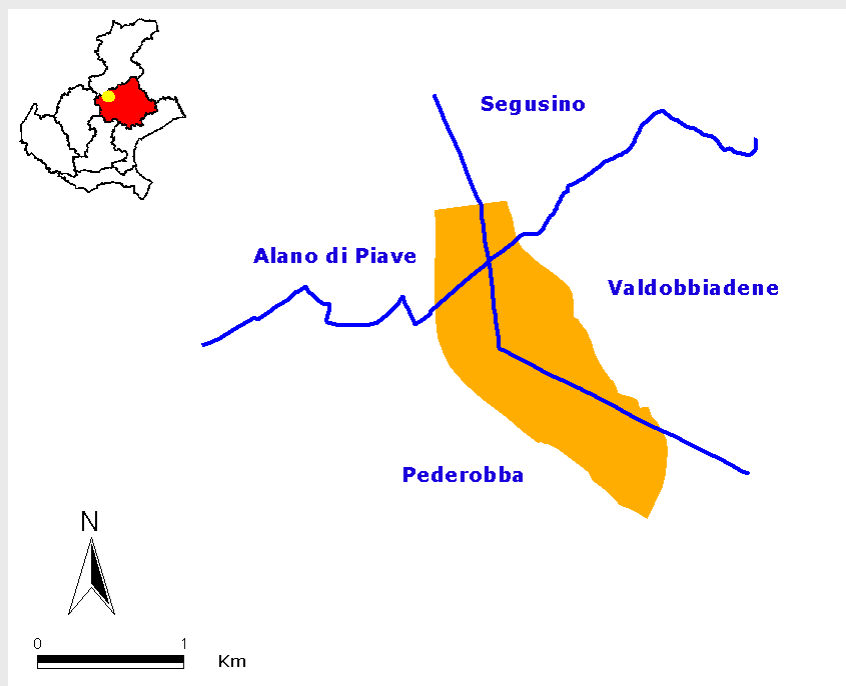 Segusino
Alano di Piave
Valdobbiadene
Pederobba
N
0 1
Km